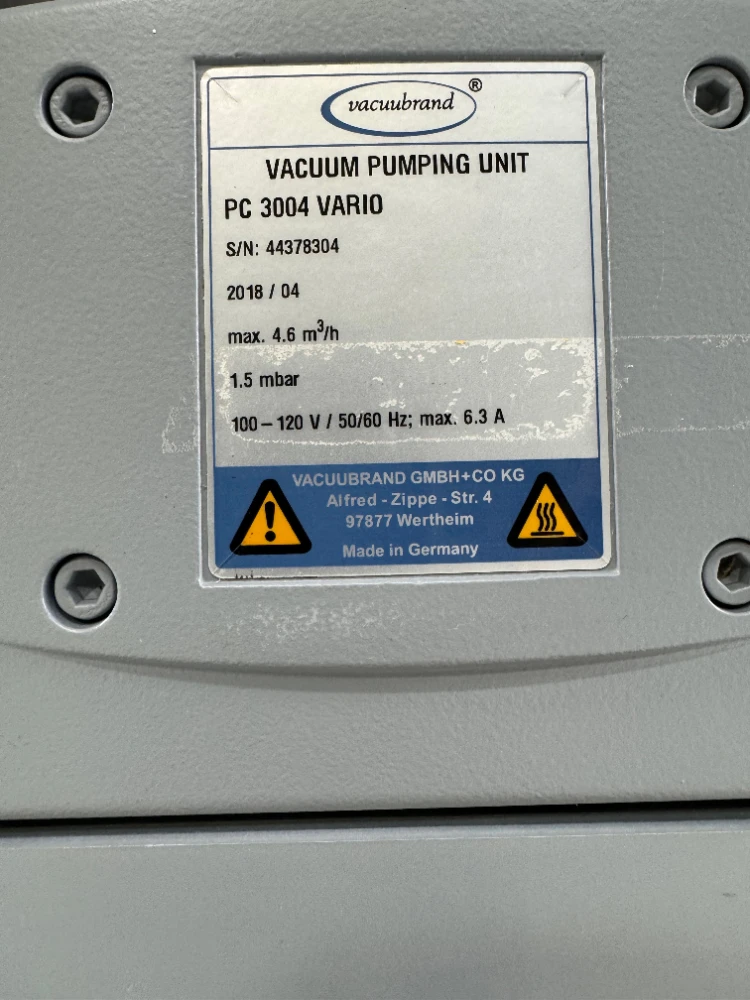 vacuubrand ®
VACUUM PUMPING UNIT
PC 3004 VARIO
S/N: 44378304
2018 / 04
max. 4.6 m³/h
1.5 mbar
100 – 120 V / 50/60 Hz; max. 6.3 A
VACUUBRAND GMBH+CO KG
Alfred - Zippe - Str. 4
97877 Wertheim
Made in Germany